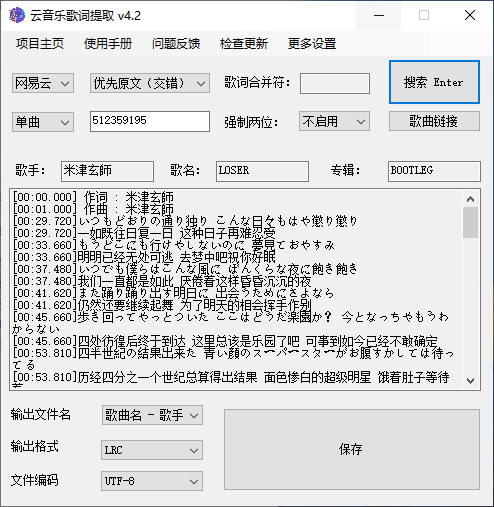 云音乐歌词提取 v4.2
项目主页 使用手册 问题反馈 检查更新 更多设置
网易云 优先原文（交错） 歌词合并符： 搜索 Enter
单曲 512359195 强制两位： 不启用 歌曲链接
歌手： 米津玄師 歌名： LOSER 专辑： BOOTLEG
[00:00.000] 作词 : 米津玄師
[00:01.000] 作曲 : 米津玄師
[00:29.720]いつもどおりの通り独り こんな日々もはや懲り懲り
[00:29.720]一如既往日复一日 这种日子再难忍受
[00:33.660]もうどこにも行けやしないのに 夢見ておやすみ
[00:33.660]明明已经无处可逃 去梦中吧祝你好眠
[00:37.480]いつでも僕らはこんな風に ぼんくらな夜に飽き飽き
[00:37.480]我们一直都是如此 厌倦着这样昏昏沉沉的夜
[00:41.620]また踊り踊り出す明日に 出会うためにさよなら
[00:41.620]仍然还要继续起舞 为了明天的相会挥手作别
[00:45.660]歩き回ってやっとついた ここはどうだ楽園か? 今となっちゃもうわ
からない
[00:45.660]四处彷徨后终于到达 这里总该是乐园了吧 可事到如今已经不敢确定
[00:53.810]四半世紀の結果出来た 青い顔のスーパースターがお腹すかしては待っ
てる
[00:53.810]历经四分之一个世纪总算得出结果 面色惨白的超级明星 饿着肚子等待
输出文件名 歌曲名 - 歌手
输出格式 LRC
文件编码 UTF-8
保存